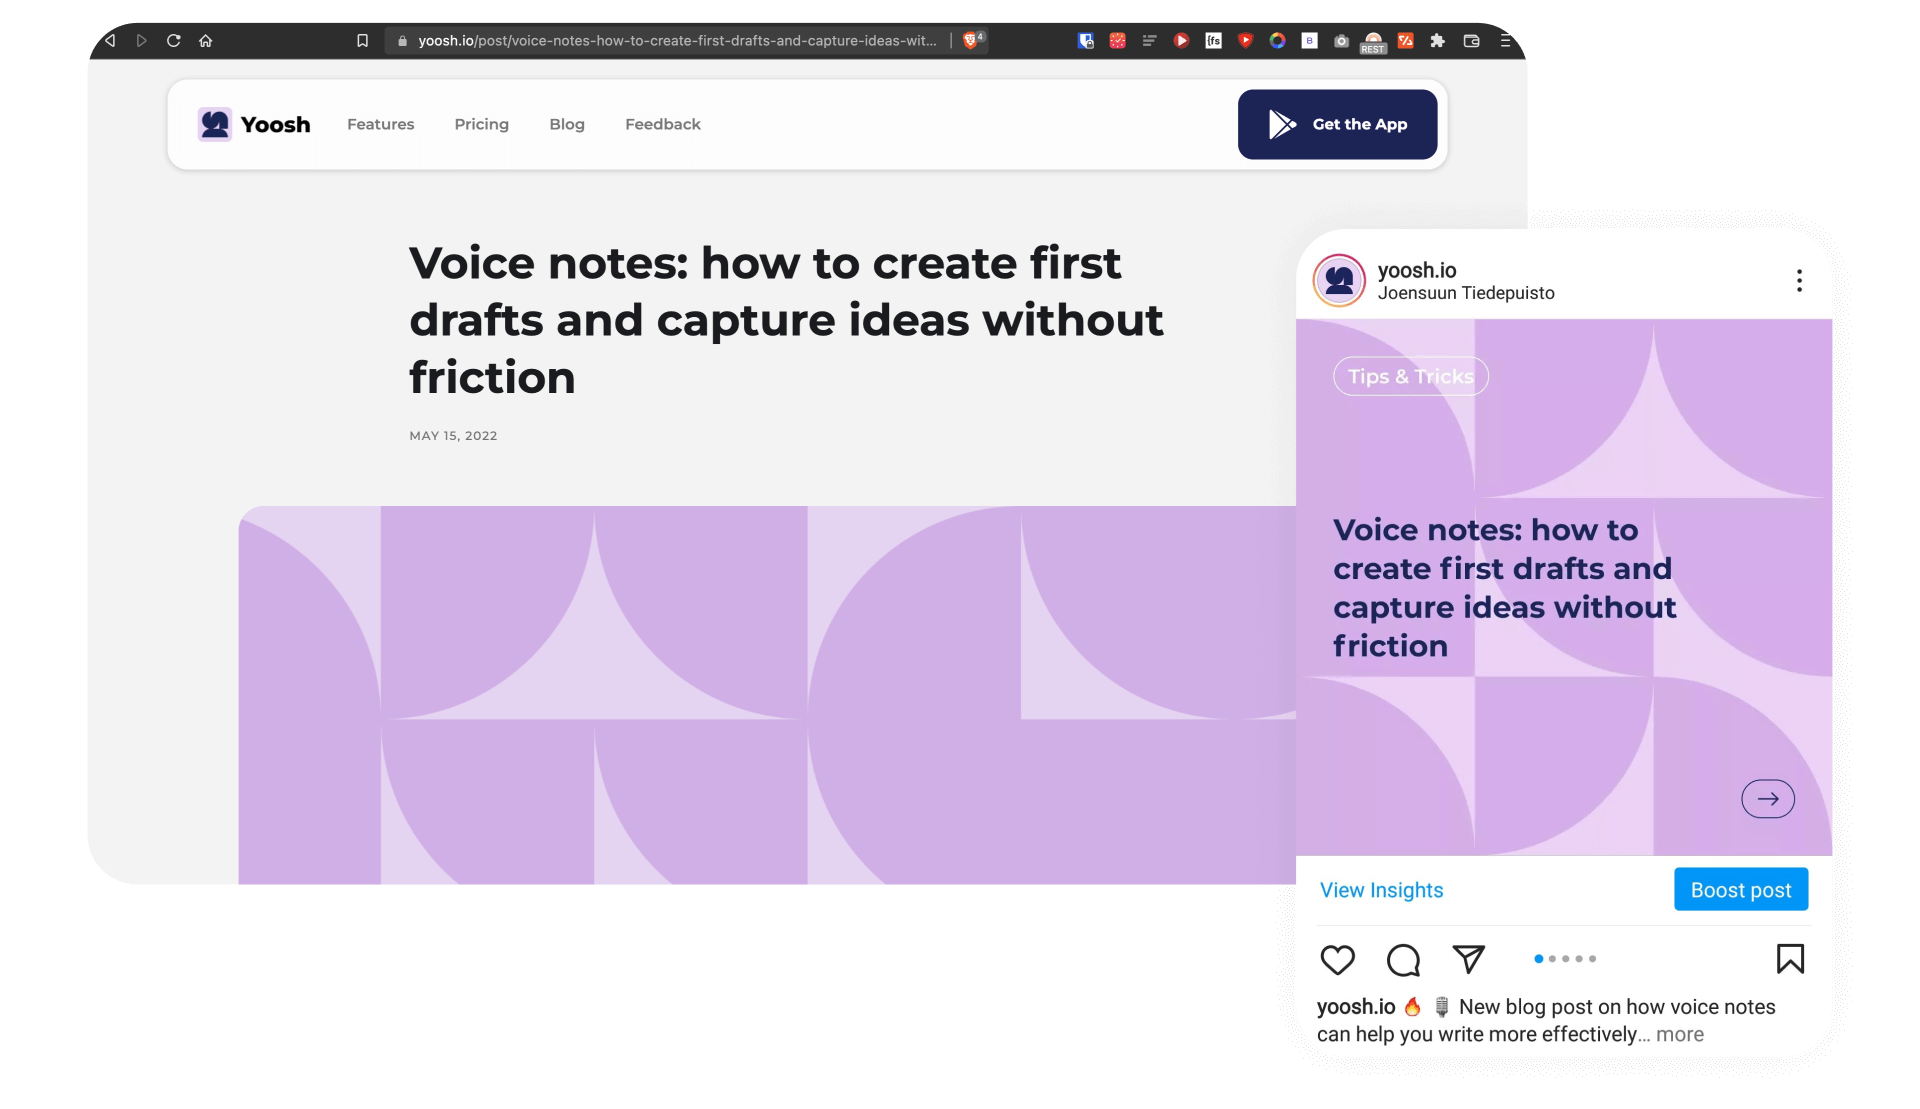 yoosh.io/post/voice-notes-how-to-create-first-drafts-and-capture-ideas-wit...
4
{fs
B
REST
Yoosh
Features
Pricing
Blog
Feedback
Get the App
Voice notes: how to create first
drafts and capture ideas without
friction
MAY 15, 2022
yoosh.io
Joensuun Tiedepuisto
Tips & Tricks
Voice notes: how to
create first drafts and
capture ideas without
friction
View Insights
Boost post
yoosh.io 🔥 🎙 New blog post on how voice notes
can help you write more effectively... more